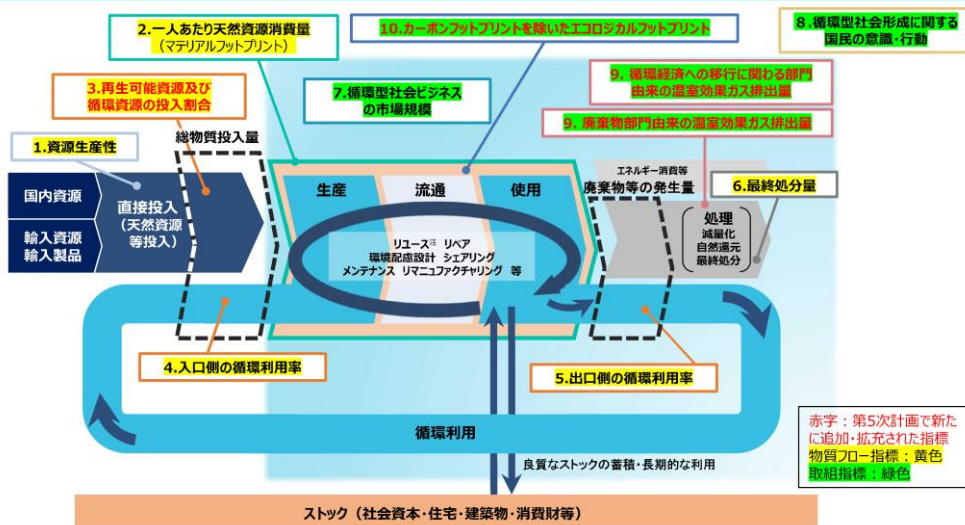 2.一人あたり天然資源消費量
（マテリアルフットプリント）
10.カーボンフットプリントを除いたエコロジカルフットプリント
8.循環型社会形成に関する
国民の意識・行動
3.再生可能資源及び
循環資源の投入割合
7.循環型社会ビジネス
の市場規模
9. 循環経済への移行に関わる部門
由来の温室効果ガス排出量
9. 廃棄物部門由来の温室効果ガス排出量
1.資源生産性
総物質投入量
エネルギー消費等
廃棄物等の発生量
6.最終処分量
国内資源
輸入資源
輸入製品
直接投入
（天然資源
等投入）
生産
流通
使用
リユース注 リペア
環境配慮設計 シェアリング
メンテナンス リマニュファクチャリング 等
処理
減量化
自然還元
最終処分
4.入口側の循環利用率
5.出口側の循環利用率
循環利用
良質なストックの蓄積・長期的な利用
赤字：第5次計画で新た
に追加・拡充された指標
物質フロー指標：黄色
取組指標：緑色
ストック（社会資本・住宅・建築物・消費財等）